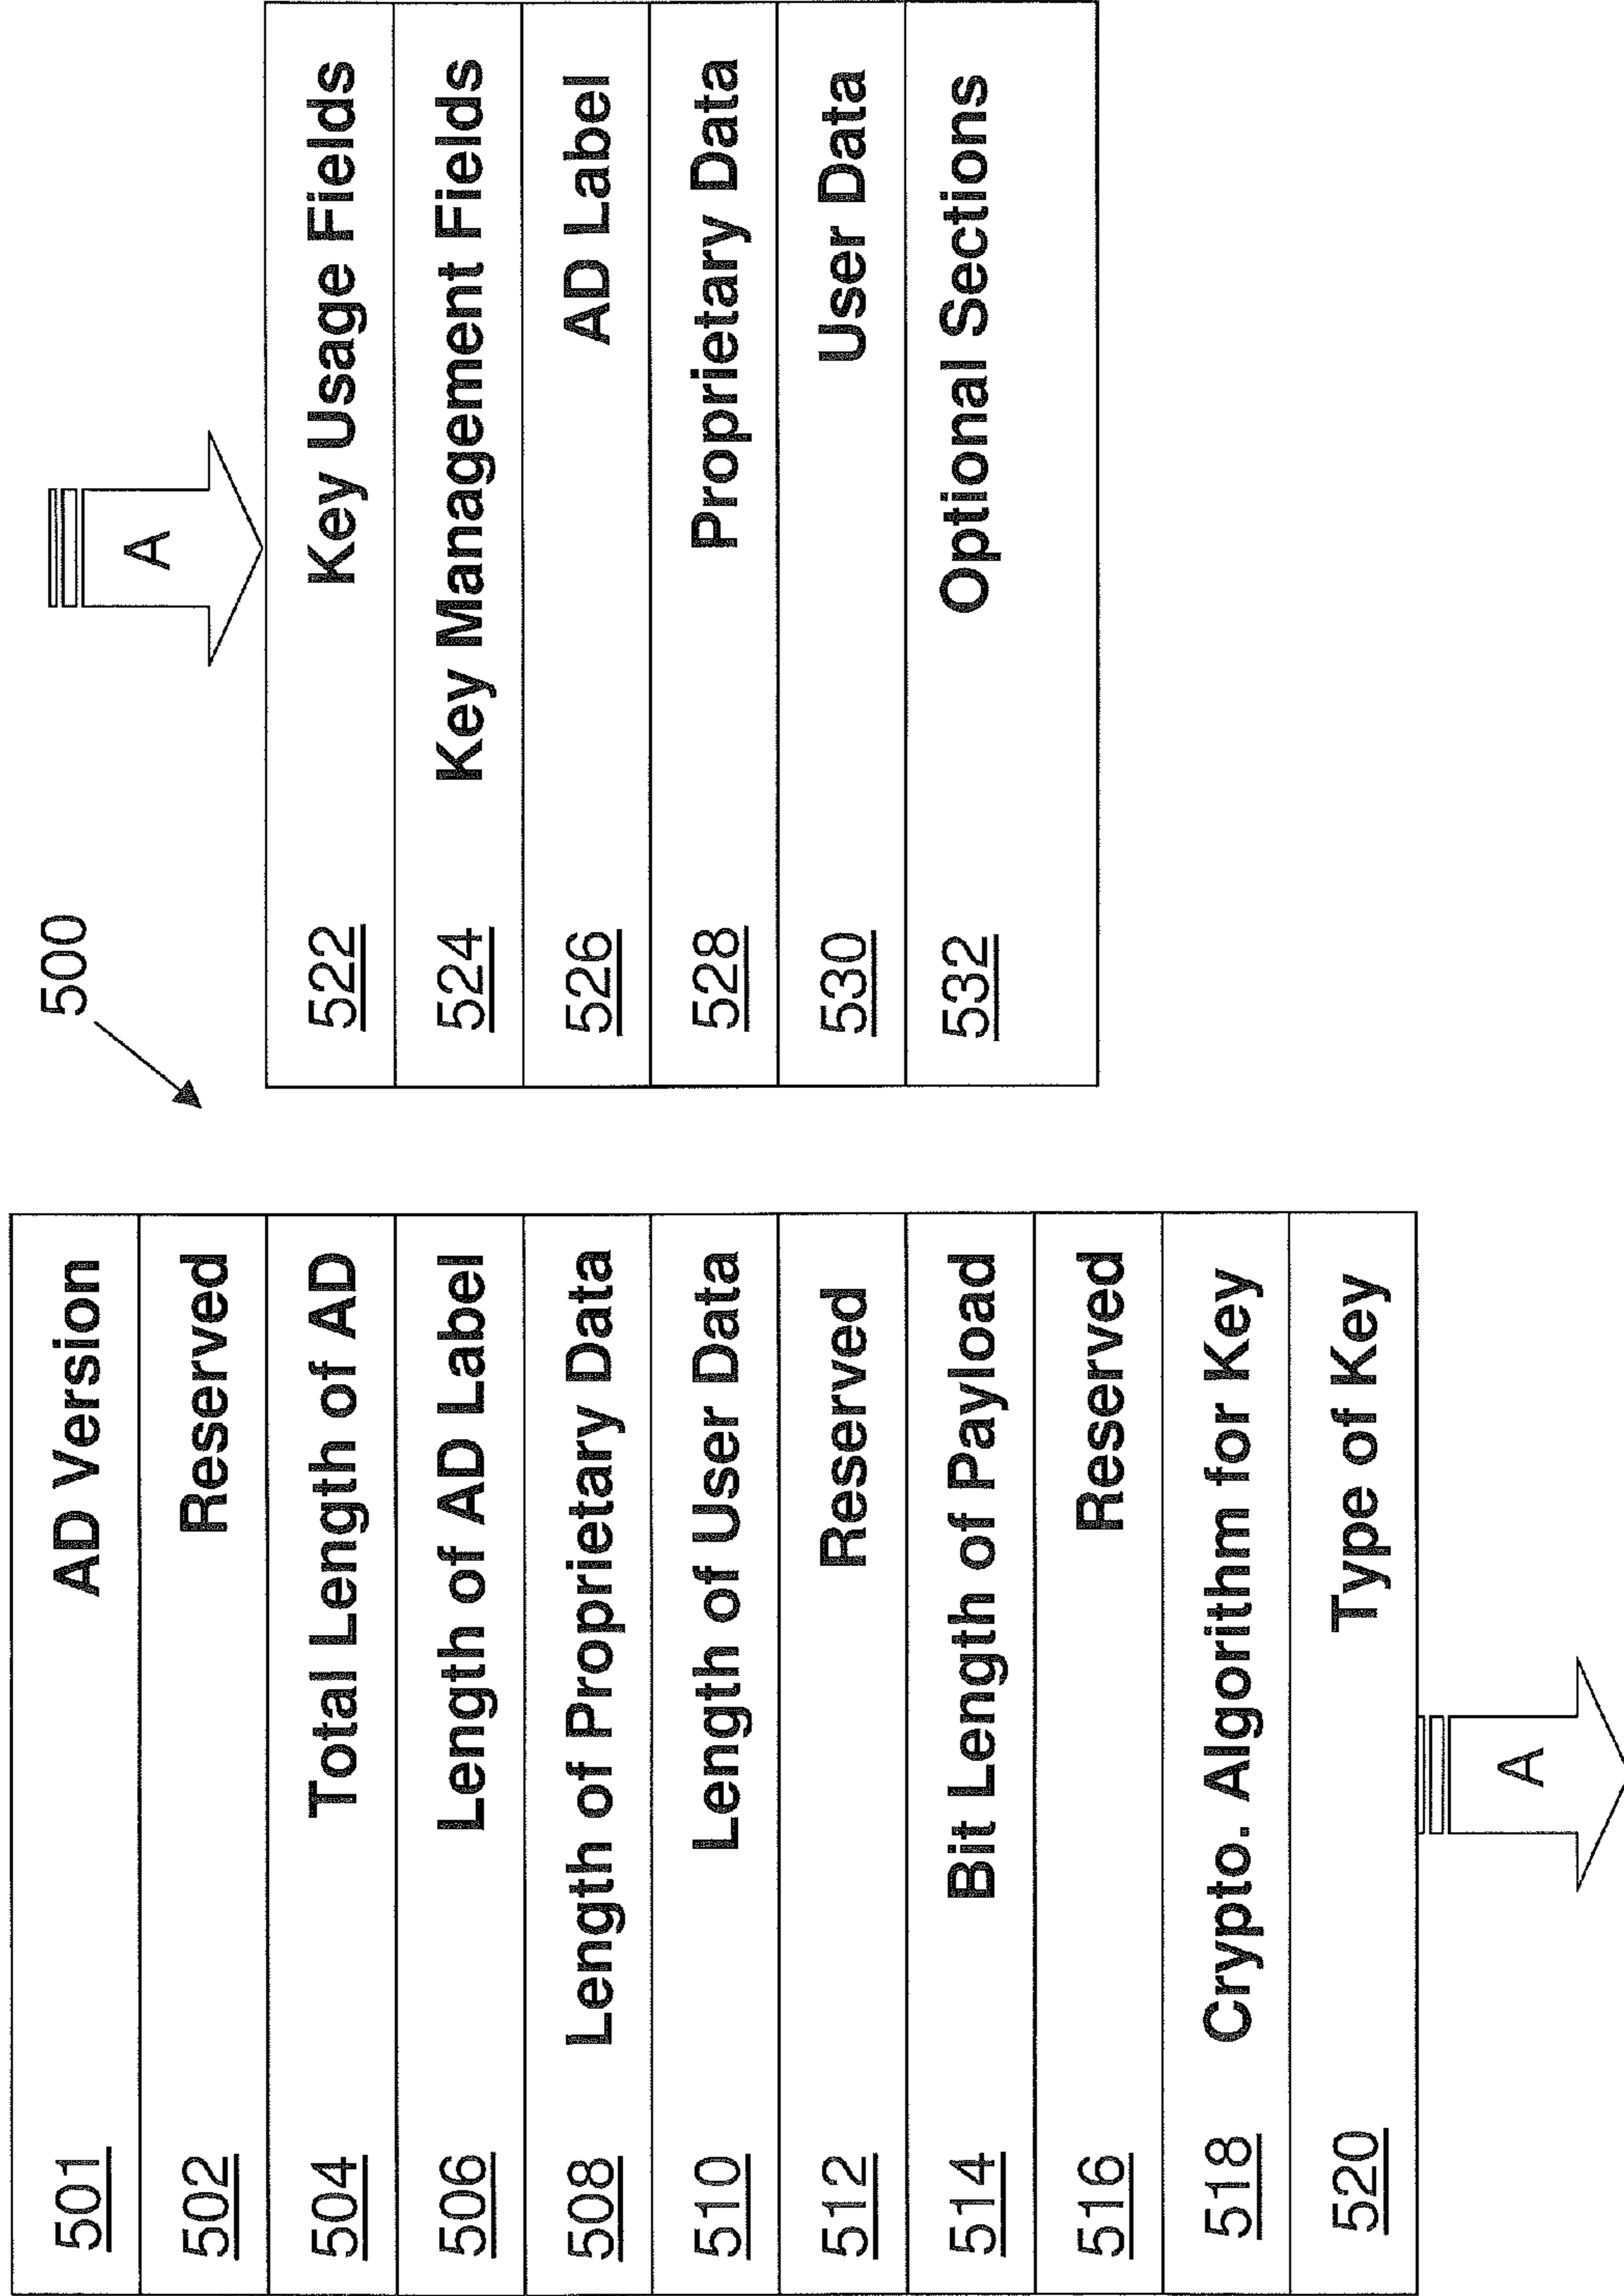 500
501 AD Version
502 Reserved
504 Total Length of AD
506 Length of AD Label
508 Length of Proprietary Data
510 Length of User Data
512 Reserved
514 Bit Length of Payload
516 Reserved
518 Crypto. Algorithm for Key
520 Type of Key
A
A
522 Key Usage Fields
524 Key Management Fields
526 AD Label
528 Proprietary Data
530 User Data
532 Optional Sections